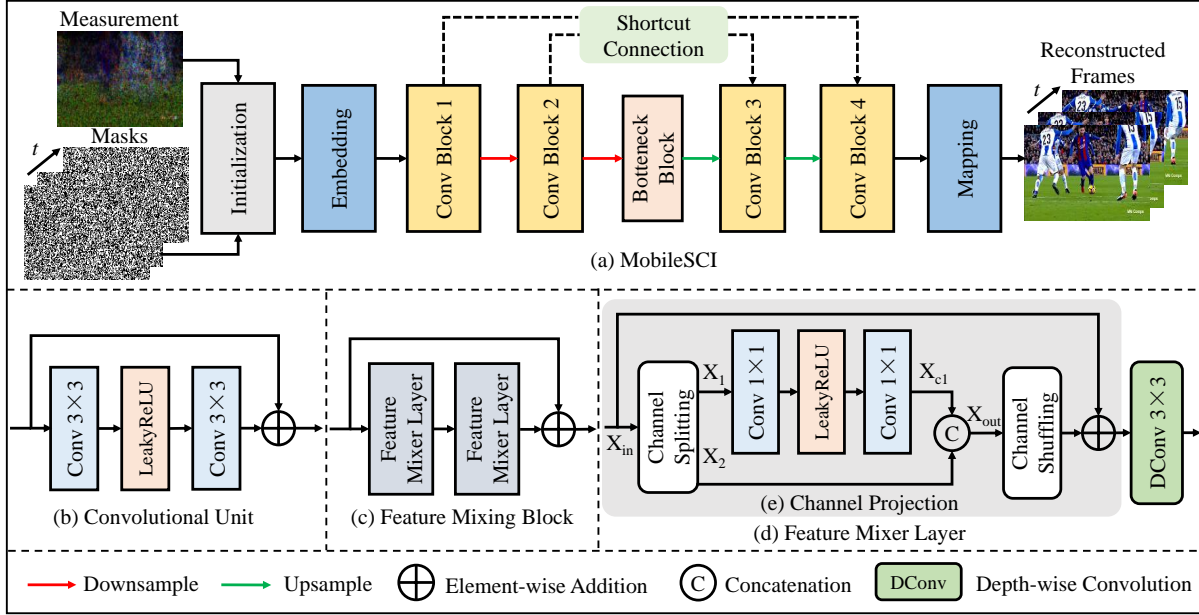 Measurement
Masks
t
Initialization
Embedding
Conv Block 1
Conv Block 2
Shortcut
Connection
Botteneck
Block
Conv Block 3
Conv Block 4
Mapping
Reconstructed
Frames
t
23
15
23
(a) MobileSCI
Conv 3×3
LeakyReLU
Conv 3×3
(b) Convolutional Unit
Feature
Mixer Layer
Feature
Mixer Layer
(c) Feature Mixing Block
X_in
Channel
Splitting
X_1
X_2
Conv 1×1
LeakyReLU
Conv 1×1
X_c1
C
X_out
Channel
Shuffling
DConv 3×3
(e) Channel Projection
(d) Feature Mixer Layer
Downsample
Upsample
Element-wise Addition
C
Concatenation
DConv
Depth-wise Convolution